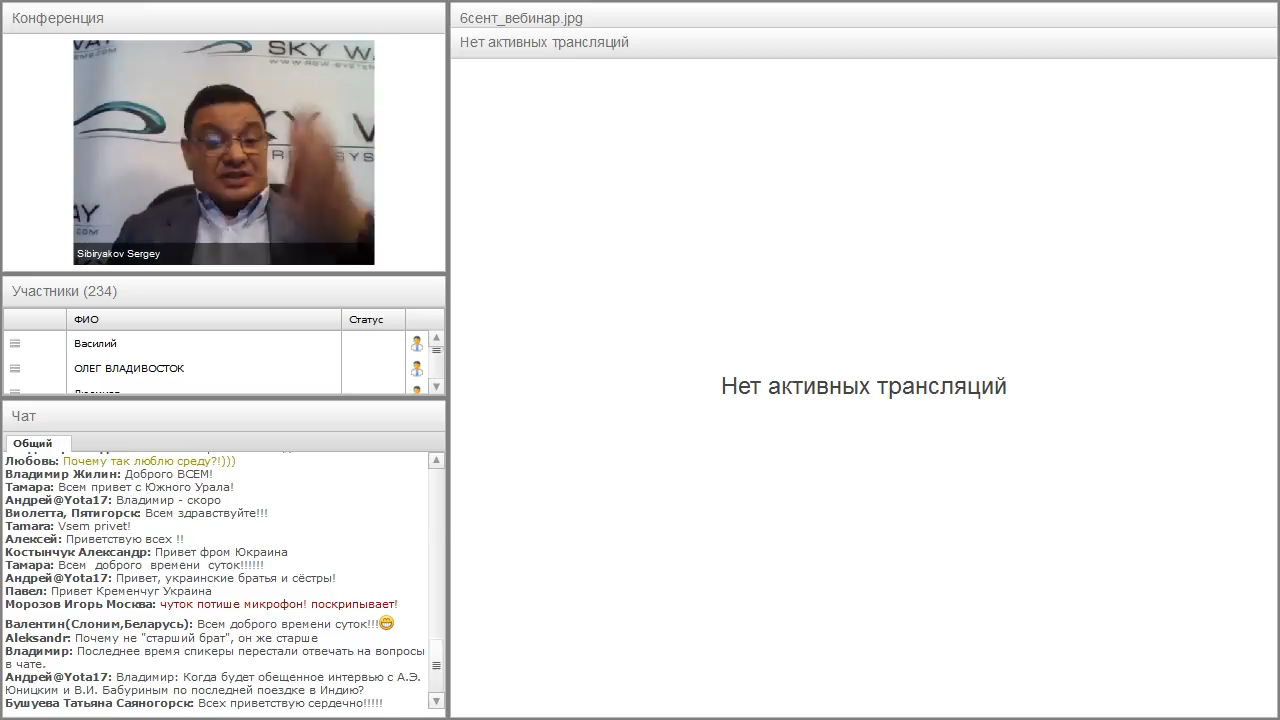 Конференция
SKY WAY
SKY W
WAY
Sibiryakov Sergey
Участники (234)
ФИО
Статус
Василий
ОЛЕГ ВЛАДИВОСТОК
Чат
Общий
Любовь: Почему так люблю среду?!)))
Владимир Жилин: Доброго ВСЕМ!
Тамара: Всем привет с Южного Урала!
Андрей@Yota17: Владимир - скоро
Виолетта, Пятигорск: Всем здравствуйте!!!
Tamara: Vsem privet!
Алексей: Приветствую всех !!
Костынчук Александр: Привет фром Юкраина
Тамара: Всем доброго времени суток!!!!!!
Андрей@Yota17: Привет, украинские братья и сёстры!
Павел: Привет Кременчуг Украина
Морозов Игорь Москва: чуток потише микрофон! поскрипывает!
Валентин(Слоним,Беларусь): Всем доброго времени суток!!!
Aleksandr: Почему не "старший брат", он же старше
Владимир: Последнее время спикеры перестали отвечать на вопросы
в чате.
Андрей@Yota17: Владимир: Когда будет обещенное интервью с А.Э.
Юницким и В.И. Бабуриным по последней поездке в Индию?
Бушуева Татьяна Саяногорск: Всех приветствую сердечно!!!!!
6сент_вебинар.jpg
Нет активных трансляций
Нет активных трансляций